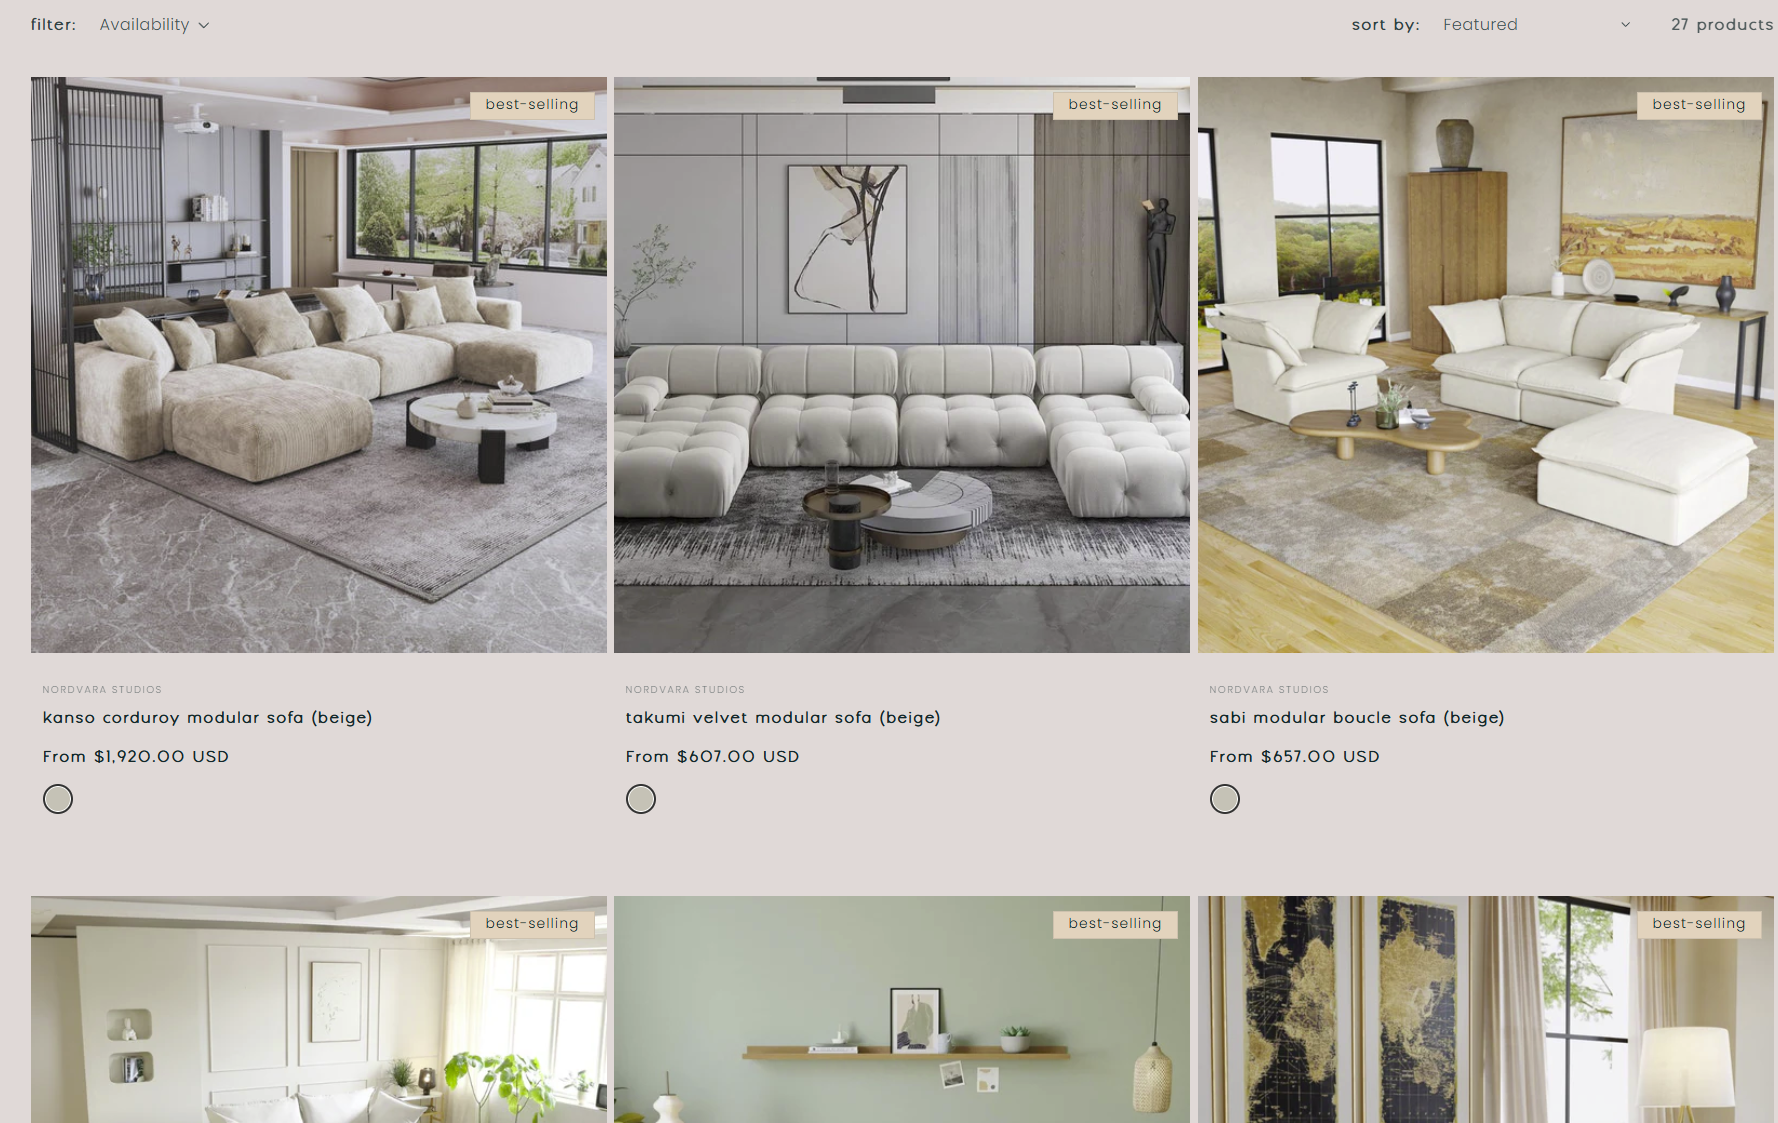 filter: Availability
sort by: Featured
27 products
best-selling
best-selling
best-selling
NORDVARA STUDIOS
kanso corduroy modular sofa (beige)
From $1,920.00 USD
NORDVARA STUDIOS
takumi velvet modular sofa (beige)
From $607.00 USD
NORDVARA STUDIOS
sabi modular boucle sofa (beige)
From $657.00 USD
best-selling
best-selling
best-selling